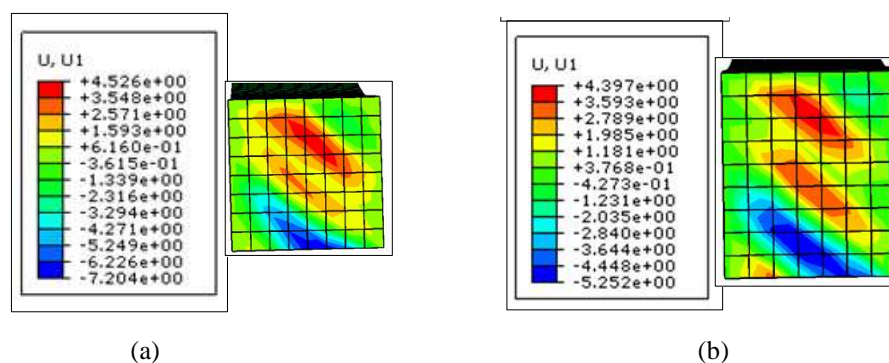 U, U1
+4.526e+00
+3.548e+00
+2.571e+00
+1.593e+00
+6.160e-01
-3.615e-01
-1.339e+00
-2.316e+00
-3.294e+00
-4.271e+00
-5.249e+00
-6.226e+00
-7.204e+00
(a)
U, U1
+4.397e+00
+3.593e+00
+2.789e+00
+1.985e+00
+1.181e+00
+3.768e-01
-4.273e-01
-1.231e+00
-2.035e+00
-2.840e+00
-3.644e+00
-4.448e+00
-5.252e+00
(b)